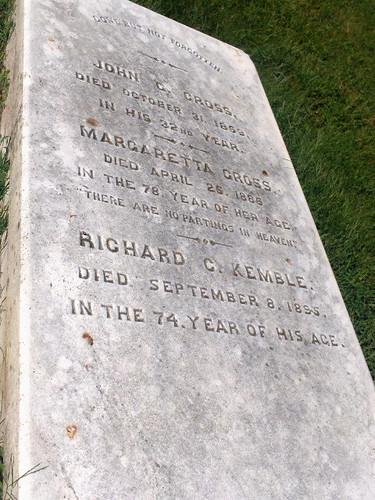 GONE BUT NOT FORGOTTEN
JOHN C. GROSS,
DIED OCTOBER 31,
IN HIS 32ND YEAR.
MARGARETTA GROSS.
DIED APRIL 26, 1868
IN THE 78 YEAR OF HER AGE.
"THERE ARE NO PARTINGS IN HEAVEN"
RICHARD C. KEMBLE.
DIED SEPTEMBER 8, 1895.
IN THE 74. YEAR OF HIS AGE.